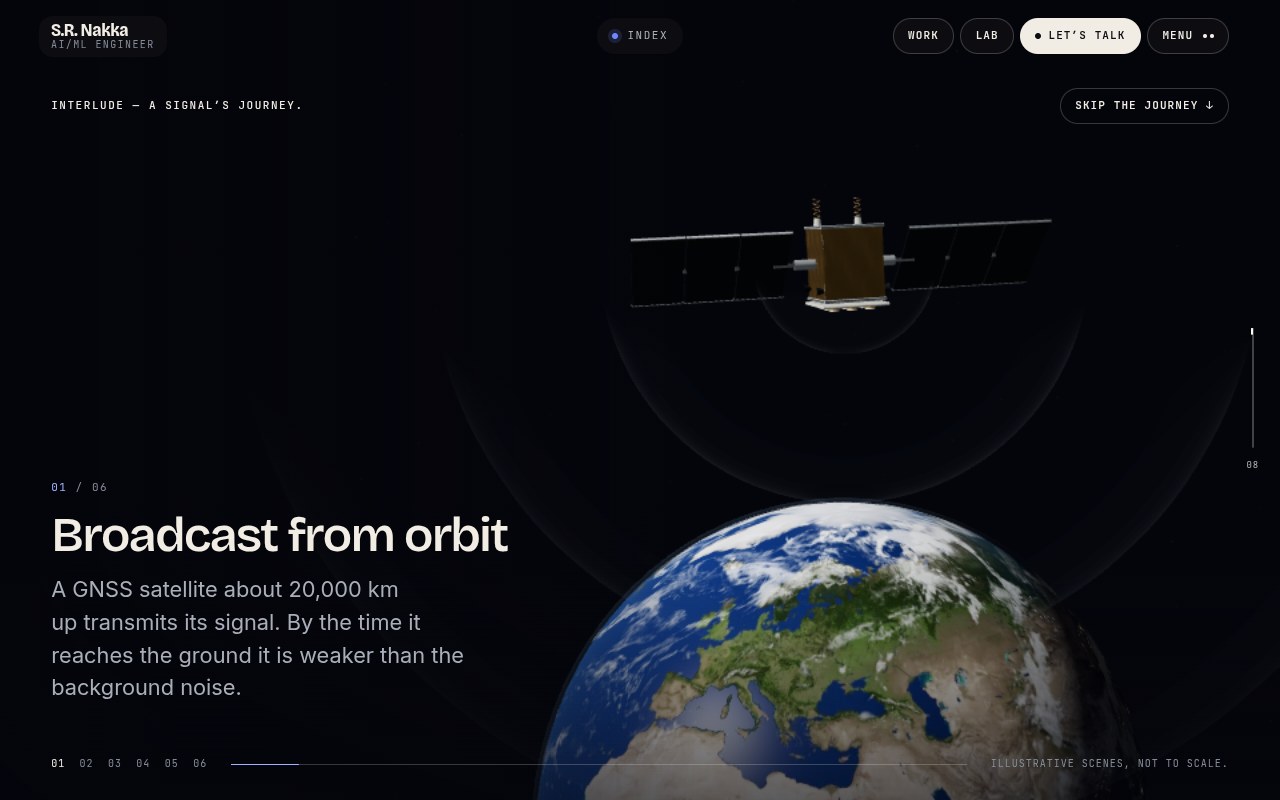 S.R. Nakka
AI/ML ENGINEER
INDEX
WORK
LAB
LET’S TALK
MENU
INTERLUDE — A SIGNAL’S JOURNEY.
SKIP THE JOURNEY ↓
08
01 / 06
Broadcast from orbit
A GNSS satellite about 20,000 km
up transmits its signal. By the time it
reaches the ground it is weaker than the
background noise.
01 02 03 04 05 06
ILLUSTRATIVE SCENES, NOT TO SCALE.